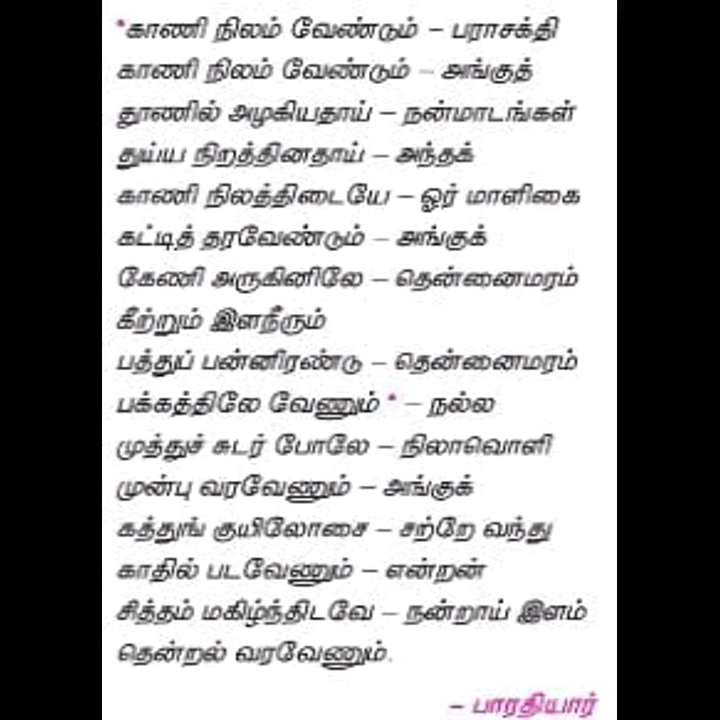 *காணி நிலம் வேண்டும் – பராசக்தி
காணி நிலம் வேண்டும் – அங்குத்
தூணில் அழகியதாய் – நன்மாடங்கள்
துய்ய நிறத்தினதாய் – அந்தக்
காணி நிலத்திடையே – ஓர் மாளிகை
கட்டித் தரவேண்டும் – அங்குக்
கேணி அருகினிலே – தென்னைமரம்
கீற்றும் இளநீரும்
பத்துப் பன்னிரண்டு – தென்னைமரம்
பக்கத்திலே வேணும் * – நல்ல
முத்துச் சுடர் போலே – நிலாவொளி
முன்பு வரவேணும் – அங்குக்
கத்துங் குயிலோசை – சற்றே வந்து
காதில் படவேணும் – என்றன்
சித்தம் மகிழ்ந்திடவே – நன்றாய் இளம்
தென்றல் வரவேணும்.
– பாரதியார்